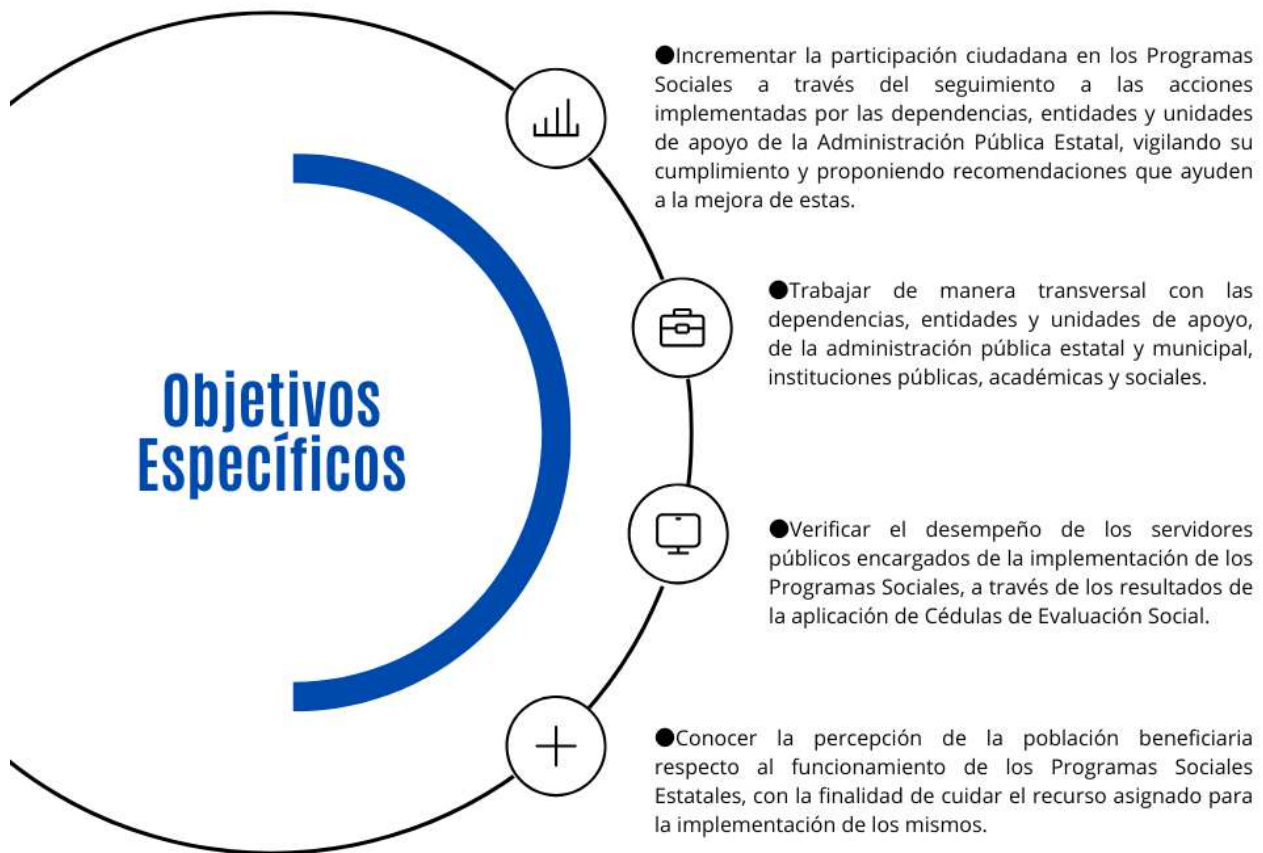 Objetivos
Específicos
●Incrementar la participación ciudadana en los Programas
Sociales a través del seguimiento a las acciones
implementadas por las dependencias, entidades y unidades
de apoyo de la Administración Pública Estatal, vigilando su
cumplimiento y proponiendo recomendaciones que ayuden
a la mejora de estas.
●Trabajar de manera transversal con las
dependencias, entidades y unidades de apoyo,
de la administración pública estatal y municipal,
instituciones públicas, académicas y sociales.
●Verificar el desempeño de los servidores
públicos encargados de la implementación de los
Programas Sociales, a través de los resultados de
la aplicación de Cédulas de Evaluación Social.
●Conocer la percepción de la población beneficiaria
respecto al funcionamiento de los Programas Sociales
Estatales, con la finalidad de cuidar el recurso asignado para
la implementación de los mismos.